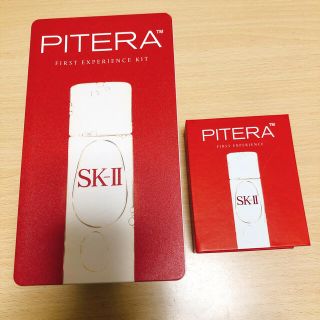 PITERA™
FIRST EXPERIENCE KIT
SK-II
PITERA™
FIRST EXPERIENCE
SK-II